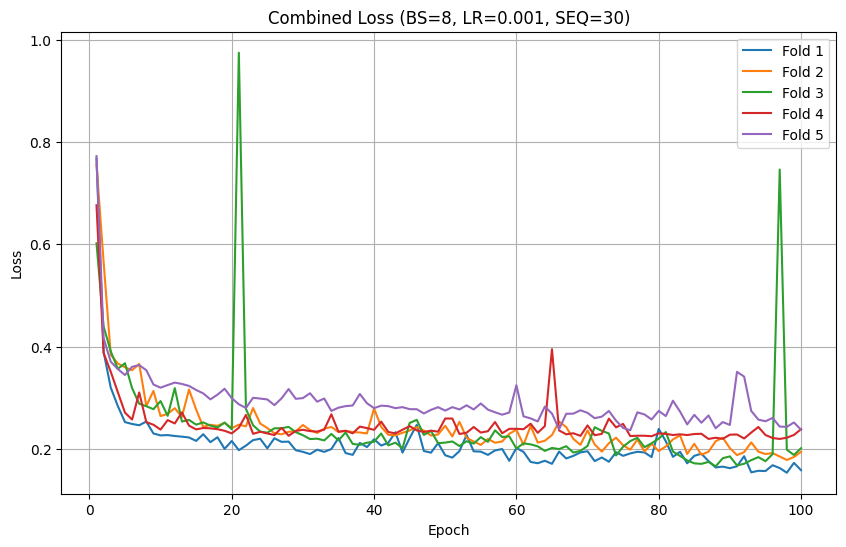 Combined Loss (BS=8, LR=0.001, SEQ=30)
Loss
1.0
0.8
0.6
0.4
0.2
Fold 1
Fold 2
Fold 3
Fold 4
Fold 5
0
20
40
60
80
100
Epoch